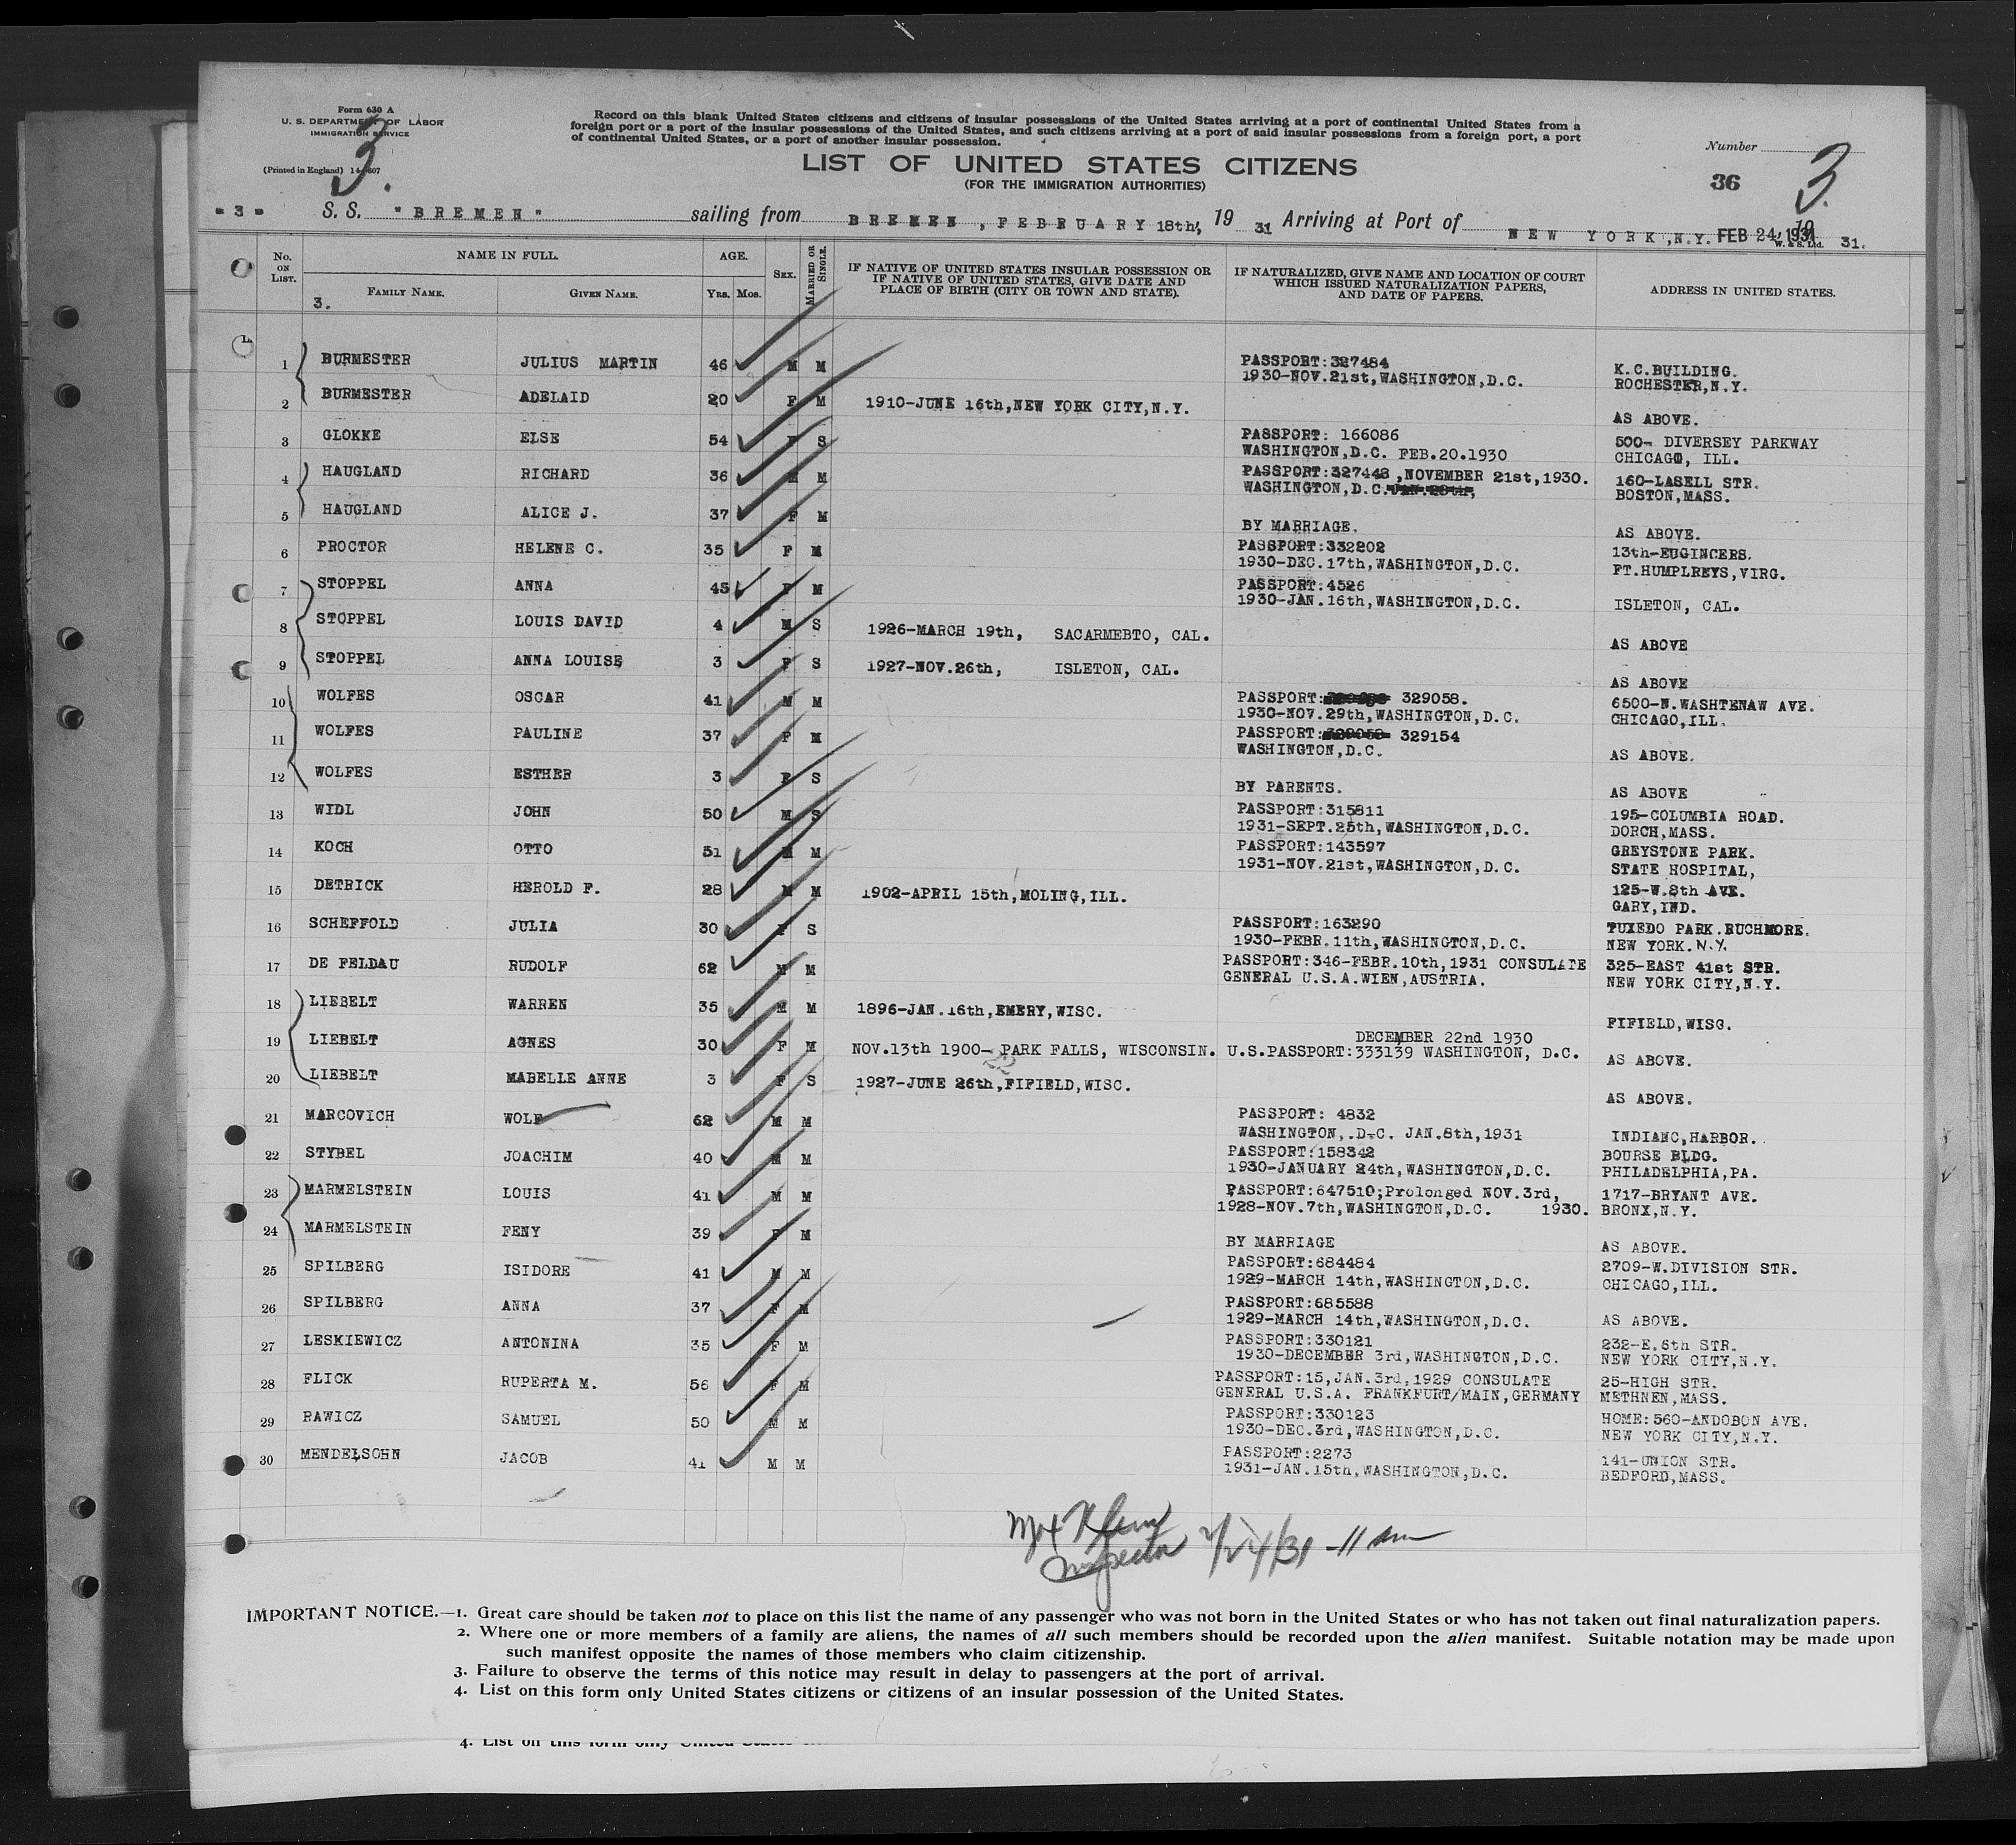 Form 630 A
U. S. DEPARTMENT OF LABOR
IMMIGRATION SERVICE
(Printed in England) 14-607
3.
Record on this blank United States citizens and citizens of insular possessions of the United States arriving at a port of continental United States from a
foreign port or a port of the insular possessions of the United States, and such citizens arriving at a port of said insular possessions from a foreign port, a port
of continental United States, or a port of another insular possession.
LIST OF UNITED STATES CITIZENS
(FOR THE IMMIGRATION AUTHORITIES)
Number
36
3.
- 3 - S. S. "BREMEN" sailing from BREMEN, FEBRUARY 18th, 19 31 Arriving at Port of NEW YORK, N.Y. FEB 24, 1931 19 31.
W. & S. Ltd.
No. ON LIST. NAME IN FULL. AGE. SEX. MARRIED OR SINGLE. IF NATIVE OF UNITED STATES INSULAR POSSESSION OR IF NATIVE OF UNITED STATES, GIVE DATE AND PLACE OF BIRTH (CITY OR TOWN AND STATE). IF NATURALIZED, GIVE NAME AND LOCATION OF COURT WHICH ISSUED NATURALIZATION PAPERS, AND DATE OF PAPERS. ADDRESS IN UNITED STATES.
FAMILY NAME. GIVEN NAME. Yrs. Mos.
3.
1 BURMESTER JULIUS MARTIN 46 M M PASSPORT:327484 K.C.BUILDING.
1930-NOV.21st,WASHINGTON,D.C. ROCHESTER,N.Y.
2 BURMESTER ADELAID 20 F M 1910-JUNE 16th,NEW YORK CITY,N.Y. AS ABOVE.
3 GLOKKE ELSE 54 F S PASSPORT: 166086 500- DIVERSEY PARKWAY
WASHINGTON,D.C. FEB.20.1930 CHICAGO, ILL.
4 HAUGLAND RICHARD 36 M M PASSPORT:327448 ,NOVEMBER 21st,1930. 160-LASELL STR.
WASHINGTON,D.C. BOSTON,MASS.
5 HAUGLAND ALICE J. 37 F M BY MARRIAGE. AS ABOVE.
6 PROCTOR HELENE C. 35 F M PASSPORT:332202 13th-EUGINCERS.
1930-DEC.17th,WASHINGTON,D.C. FT.HUMPLREYS,VIRG.
7 STOPPEL ANNA 45 F M PASSPORT:4526
1930-JAN.16th,WASHINGTON,D.C. ISLETON, CAL.
8 STOPPEL LOUIS DAVID 4 M S 1926-MARCH 19th, SACARMEBTO, CAL. AS ABOVE
9 STOPPEL ANNA LOUISE 3 F S 1927-NOV.26th, ISLETON, CAL. AS ABOVE
10 WOLFES OSCAR 41 M M PASSPORT: 329058. 6500-N.WASHTENAW AVE.
1930-NOV.29th,WASHINGTON,D.C. CHICAGO,ILL.
11 WOLFES PAULINE 37 F M PASSPORT: 329154
WASHINGTON,D.C. AS ABOVE.
12 WOLFES ESTHER 3 F S BY PARENTS. AS ABOVE
13 WIDL JOHN 50 M S PASSPORT:315811 195-COLUMBIA ROAD.
1931-SEPT.25th,WASHINGTON,D.C. DORCH,MASS.
14 KOCH OTTO 51 M M PASSPORT:143597 GREYSTONE PARK.
1931-NOV.21st,WASHINGTON,D.C. STATE HOSPITAL,
15 DETRICK HEROLD F. 28 M M 1902-APRIL 15th,MOLING,ILL. 125-W.8th AVE.
GARY,IND.
16 SCHEFFOLD JULIA 30 F S PASSPORT:163290 TUXEDO PARK.RUCHMORE.
1930-FEBR.11th,WASHINGTON,D.C. NEW YORK.N.Y.
17 DE FELDAU RUDOLF 62 M M PASSPORT:346-FEBR.10th,1931 CONSULATE 325-EAST 41st STR.
GENERAL U.S.A.WIEN,AUSTRIA. NEW YORK CITY,N.Y.
18 LIEBELT WARREN 35 M M 1896-JAN.16th,EMERY,WISC. FIFIELD,WISG.
DECEMBER 22nd 1930
19 LIEBELT AGNES 30 F M NOV.13th 1900- PARK FALLS, WISCONSIN. U.S.PASSPORT:333139 WASHINGTON, D.C. AS ABOVE.
22
20 LIEBELT MABELLE ANNE 3 F S 1927-JUNE 26th,FIFIELD,WISC. AS ABOVE.
21 MARCOVICH WOLF 62 M M PASSPORT: 4832
WASHINGTON,.D.C. JAN.8th,1931 INDIANC,HARBOR.
22 STYBEL JOACHIM 40 M M PASSPORT:158342 BOURSE BLDG.
1930-JANUARY 24th,WASHINGTON,D.C. PHILADELPHIA,PA.
23 MARMELSTEIN LOUIS 41 M M PASSPORT:647510;Prolonged NOV.3rd, 1717-BRYANT AVE.
1928-NOV.7th,WASHINGTON,D.C. 1930. BRONX,N.Y.
24 MARMELSTEIN FENY 39 F M BY MARRIAGE AS ABOVE.
25 SPILBERG ISIDORE 41 M M PASSPORT:684484 2709-W.DIVISION STR.
1929-MARCH 14th,WASHINGTON,D.C. CHICAGO,ILL.
26 SPILBERG ANNA 37 F M PASSPORT:685588
1929-MARCH 14th,WASHINGTON,D.C. AS ABOVE.
27 LESKIEWICZ ANTONINA 35 F M PASSPORT:330121 232-E.6th STR.
1930-DECEMBER 3rd,WASHINGTON,D.C. NEW YORK CITY,N.Y.
28 FLICK RUPERTA M. 56 F M PASSPORT:15,JAN.3rd,1929 CONSULATE 25-HIGH STR.
GENERAL U.S.A. FRANKFURT/MAIN,GERMANY METHNEN,MASS.
29 RAWICZ SAMUEL 50 M M PASSPORT:330123 HOME:560-ANDOBON AVE.
1930-DEC.3rd,WASHINGTON,D.C. NEW YORK CITY,N.Y.
30 MENDELSOHN JACOB 41 M M PASSPORT:2273 141-UNION STR.
1931-JAN.15th,WASHINGTON,D.C. BEDFORD,MASS.
Inspector 2/24/31 - 11 am
IMPORTANT NOTICE.—1. Great care should be taken not to place on this list the name of any passenger who was not born in the United States or who has not taken out final naturalization papers.
2. Where one or more members of a family are aliens, the names of all such members should be recorded upon the alien manifest. Suitable notation may be made upon
such manifest opposite the names of those members who claim citizenship.
3. Failure to observe the terms of this notice may result in delay to passengers at the port of arrival.
4. List on this form only United States citizens or citizens of an insular possession of the United States.
4. List on this form only United States